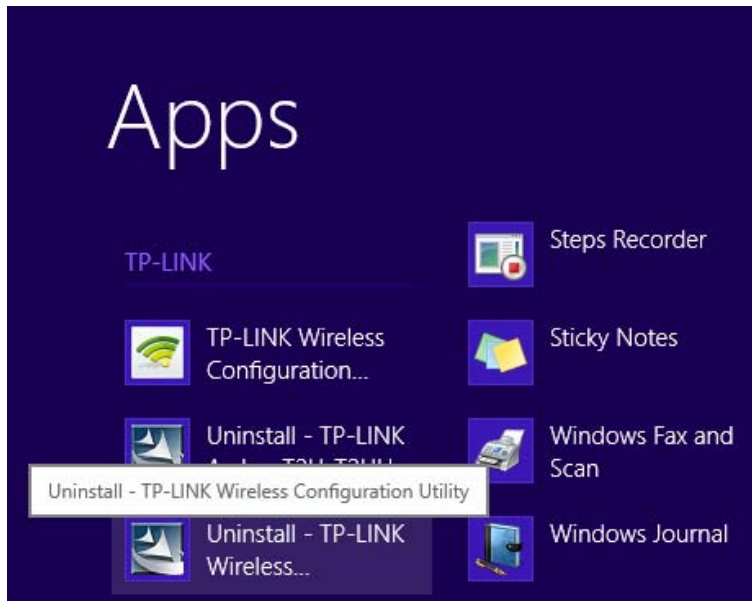 Apps
TP-LINK
TP-LINK Wireless
Configuration...
Uninstall - TP-LINK
Uninstall - TP-LINK Wireless Configuration Utility
Uninstall - TP-LINK
Wireless...
Steps Recorder
Sticky Notes
Windows Fax and
Scan
Windows Journal